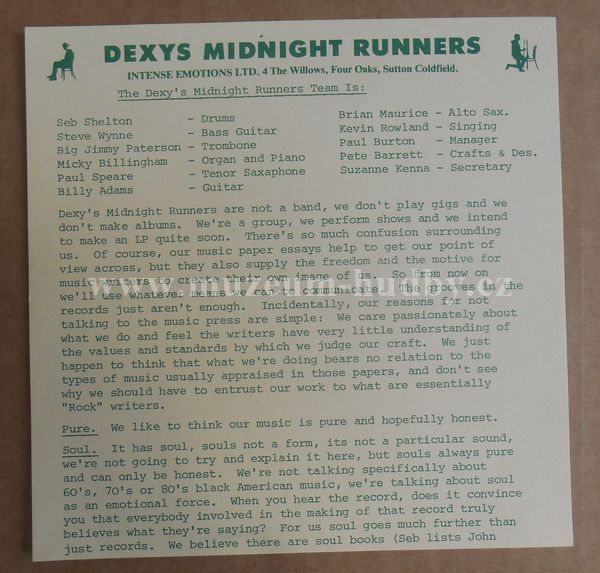 DEXYS MIDNIGHT RUNNERS
INTENSE EMOTIONS LTD. 4 The Willows, Four Oaks, Sutton Coldfield.
The Dexy's Midnight Runners Team Is:
Seb Shelton - Drums
Steve Wynne - Bass Guitar
Big Jimmy Paterson - Trombone
Micky Billingham - Organ and Piano
Paul Speare - Tenor Saxophone
Billy Adams - Guitar
Brian Maurice - Alto Sax.
Kevin Rowland - Singing
Paul Burton - Manager
Pete Barrett - Crafts & Des.
Suzanne Kenna - Secretary
Dexy's Midnight Runners are not a band, we don't play gigs and we
don't make albums. We're a group, we perform shows and we intend
to make an LP quite soon. There's so much confusion surrounding
us. Of course, our music paper essays help to get our point of
view across, but they also supply the freedom and the motive for
music papers to create their own image of us. So from now on
we'll use whatever means we can to communicate. The group and the
records just aren't enough. Incidentally, our reasons for not
talking to the music press are simple: We care passionately about
what we do and feel the writers have very little understanding of
the values and standards by which we judge our craft. We just
happen to think that what we're doing bears no relation to the
types of music usually appraised in those papers, and don't see
why we should have to entrust our work to what are essentially
"Rock" writers.
Pure. We like to think our music is pure and hopefully honest.
Soul. It has soul, souls not a form, its not a particular sound,
we're not going to try and explain it here, but souls always pure
and can only be honest. We're not talking specifically about
60's, 70's or 80's black American music, we're talking about soul
as an emotional force. When you hear the record, does it convince
you that everybody involved in the making of that record truly
believes what they're saying? For us soul goes much further than
just records. We believe there are soul books (Seb lists John
www.muzeum-hudby.cz